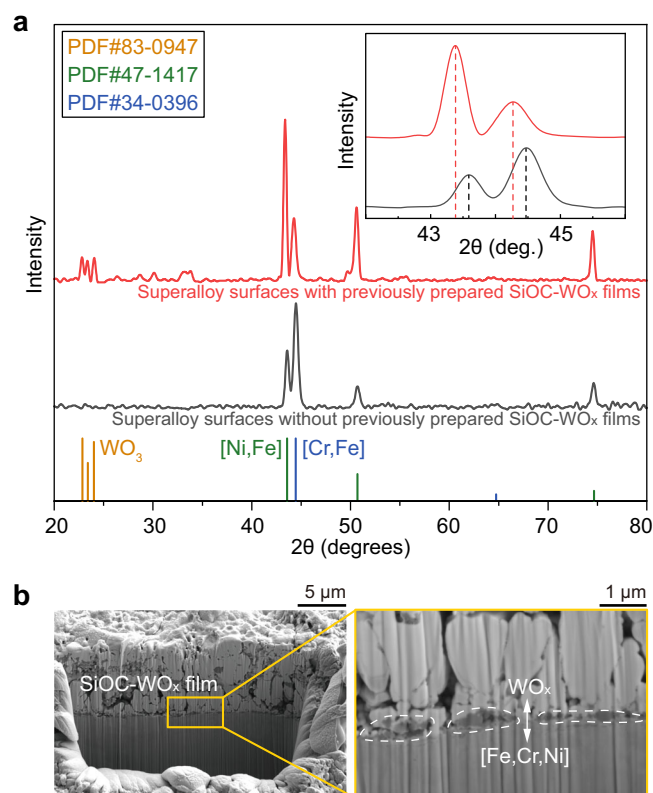 a
PDF#83-0947
PDF#47-1417
PDF#34-0396
Intensity
43
45
2θ (deg.)
Intensity
Superalloy surfaces with previously prepared SiOC-WOₓ films
Superalloy surfaces without previously prepared SiOC-WOₓ films
WO₃
[Ni,Fe]
[Cr,Fe]
20 30 40 50 60 70 80
2θ (degrees)
b
5 μm
1 μm
SiOC-WOₓ film
WOₓ
[Fe,Cr,Ni]